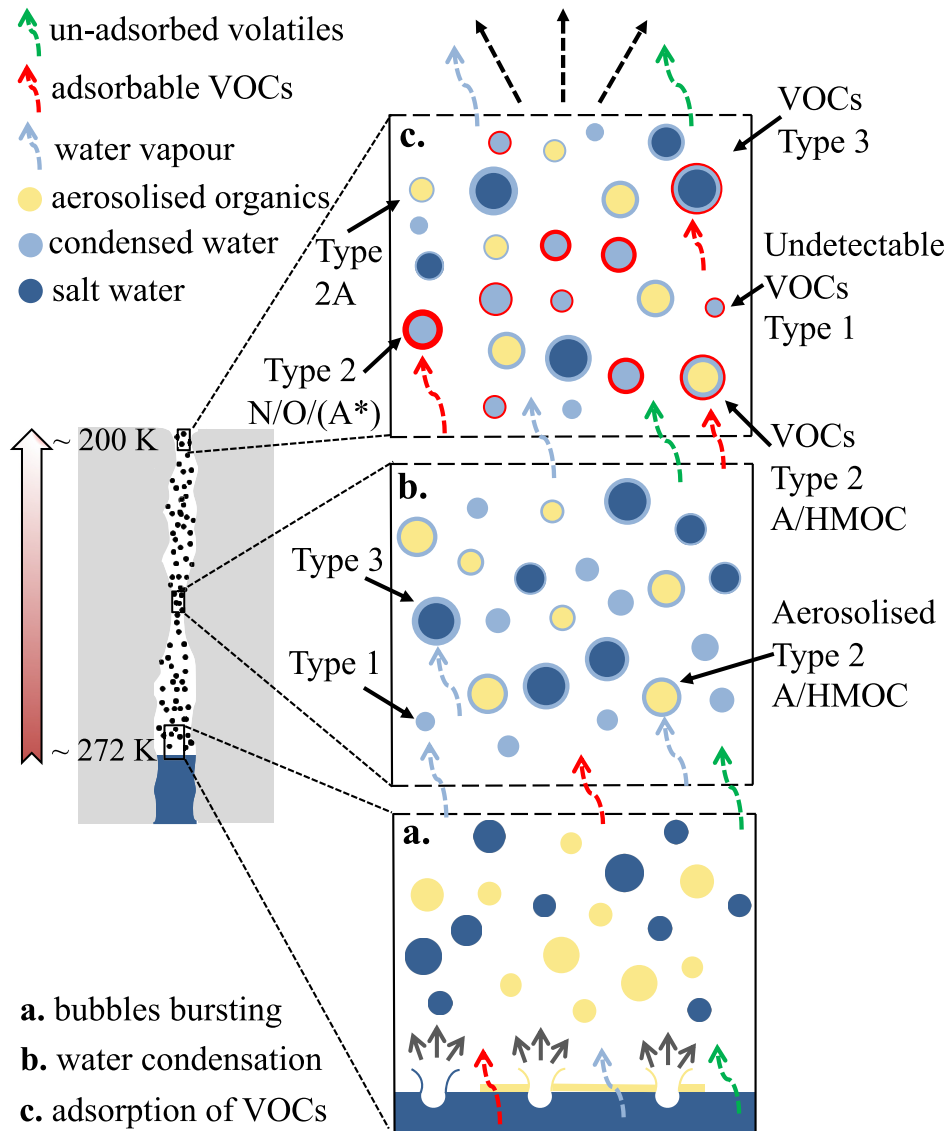 un-adsorbed volatiles
adsorbable VOCs
water vapour
aerosolised organics
condensed water
salt water
c.
VOCs
Type 3
Type
2A
Undetectable
VOCs
Type 1
Type 2
N/O/(A*)
VOCs
Type 2
A/HMOC
~ 200 K
b.
Type 3
Type 1
Aerosolised
Type 2
A/HMOC
~ 272 K
a.
a. bubbles bursting
b. water condensation
c. adsorption of VOCs